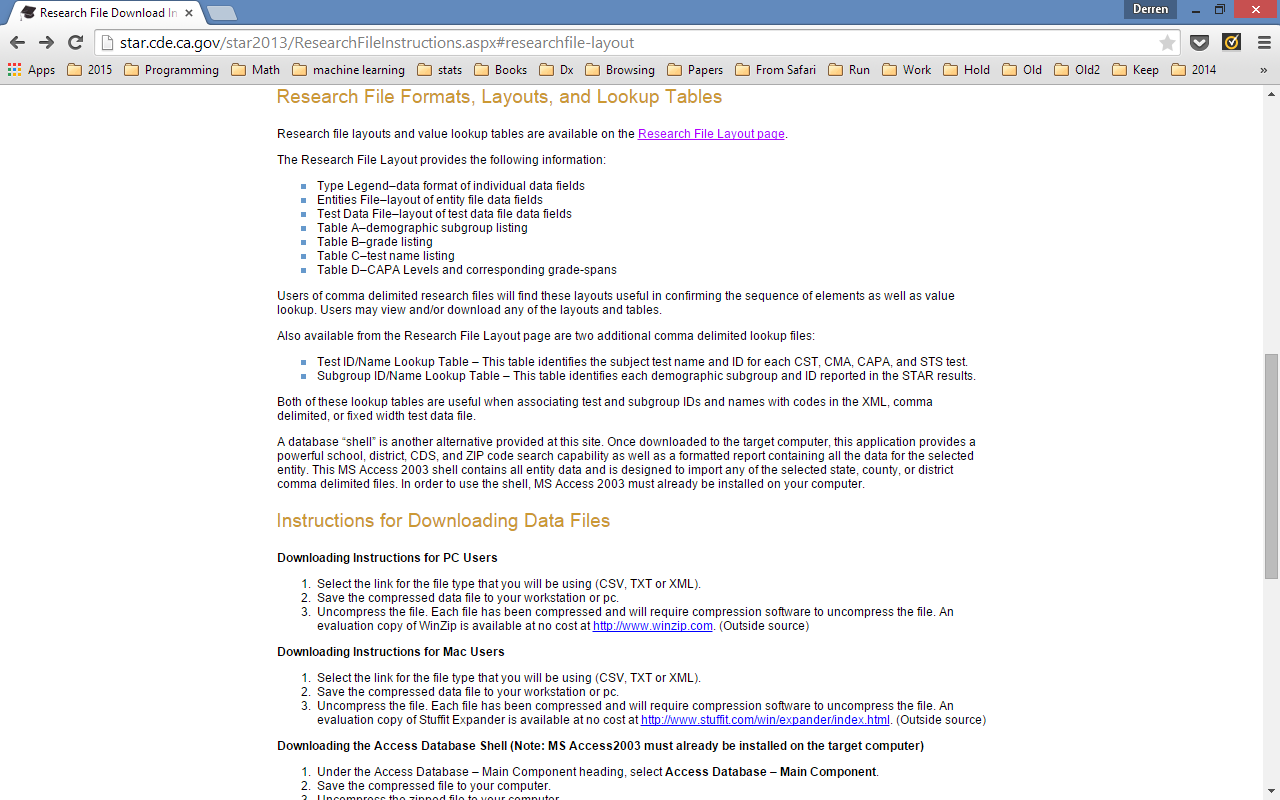 Research File Download In
Derren
star.cde.ca.gov/star2013/ResearchFileInstructions.aspx#researchfile-layout
Apps 2015 Programming Math machine learning stats Books Dx Browsing Papers From Safari Run Work Hold Old Old2 Keep 2014 »
Research File Formats, Layouts, and Lookup Tables
Research file layouts and value lookup tables are available on the Research File Layout page.
The Research File Layout provides the following information:
Type Legend–data format of individual data fields
Entities File–layout of entity file data fields
Test Data File–layout of test data file data fields
Table A–demographic subgroup listing
Table B–grade listing
Table C–test name listing
Table D–CAPA Levels and corresponding grade-spans
Users of comma delimited research files will find these layouts useful in confirming the sequence of elements as well as value
lookup. Users may view and/or download any of the layouts and tables.
Also available from the Research File Layout page are two additional comma delimited lookup files:
Test ID/Name Lookup Table – This table identifies the subject test name and ID for each CST, CMA, CAPA, and STS test.
Subgroup ID/Name Lookup Table – This table identifies each demographic subgroup and ID reported in the STAR results.
Both of these lookup tables are useful when associating test and subgroup IDs and names with codes in the XML, comma
delimited, or fixed width test data file.
A database “shell” is another alternative provided at this site. Once downloaded to the target computer, this application provides a
powerful school, district, CDS, and ZIP code search capability as well as a formatted report containing all the data for the selected
entity. This MS Access 2003 shell contains all entity data and is designed to import any of the selected state, county, or district
comma delimited files. In order to use the shell, MS Access 2003 must already be installed on your computer.
Instructions for Downloading Data Files
Downloading Instructions for PC Users
1. Select the link for the file type that you will be using (CSV, TXT or XML).
2. Save the compressed data file to your workstation or pc.
3. Uncompress the file. Each file has been compressed and will require compression software to uncompress the file. An
evaluation copy of WinZip is available at no cost at http://www.winzip.com. (Outside source)
Downloading Instructions for Mac Users
1. Select the link for the file type that you will be using (CSV, TXT or XML).
2. Save the compressed data file to your workstation or pc.
3. Uncompress the file. Each file has been compressed and will require compression software to uncompress the file. An
evaluation copy of Stuffit Expander is available at no cost at http://www.stuffit.com/win/expander/index.html. (Outside source)
Downloading the Access Database Shell (Note: MS Access2003 must already be installed on the target computer)
1. Under the Access Database – Main Component heading, select Access Database – Main Component.
2. Save the compressed file to your computer.
3. Uncompress the zipped file to your computer.